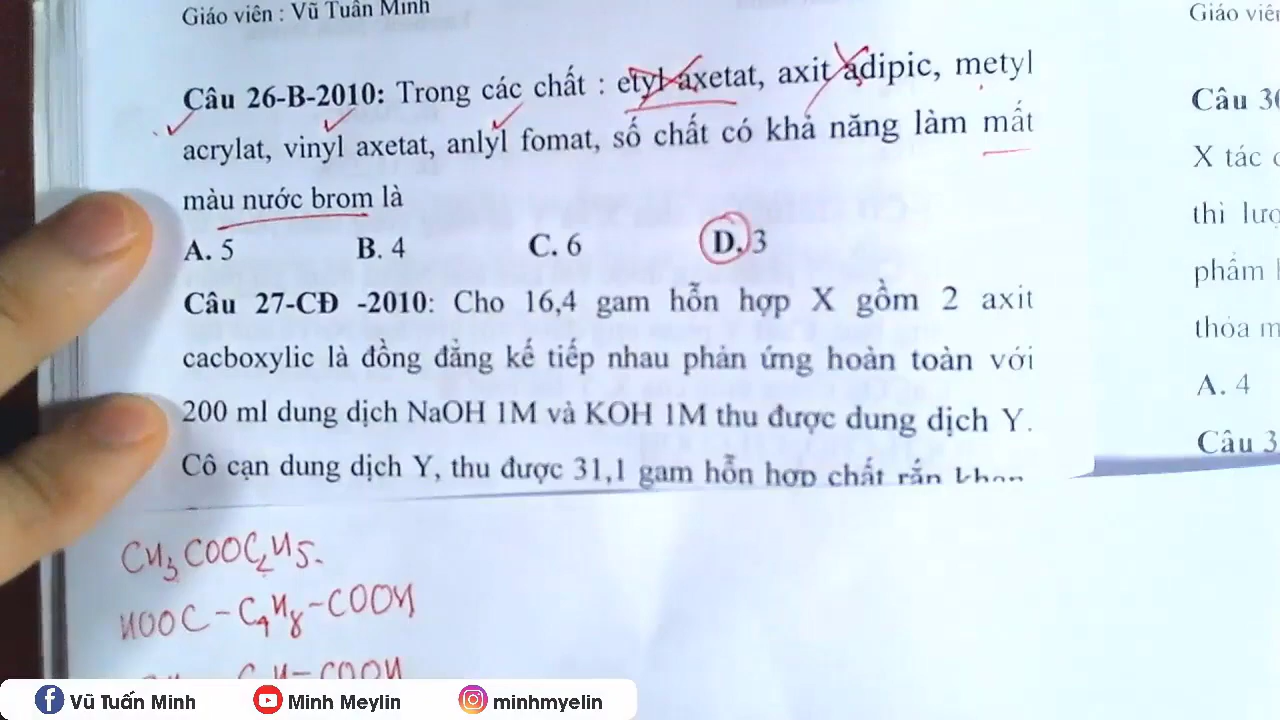 Giáo viên : Vũ Tuấn Minh
Câu 26-B-2010: Trong các chất : etyl axetat, axit ađipic, metyl
acrylat, vinyl axetat, anlyl fomat, số chất có khả năng làm mất
màu nước brom là
A. 5 B. 4 C. 6 D. 3
Câu 27-CĐ -2010: Cho 16,4 gam hỗn hợp X gồm 2 axit
cacboxylic là đồng đẳng kế tiếp nhau phản ứng hoàn toàn với
200 ml dung dịch NaOH 1M và KOH 1M thu được dung dịch Y.
Cô cạn dung dịch Y, thu được 31,1 gam hỗn hợp chất rắn khan
CH3COOC2H5.
HOOC-C4H8-COOH
Giáo
Câu
X tác
thì
phẩm
thỏa
A. 4
Câu
Vũ Tuấn Minh
Minh Meylin
minhmyelin